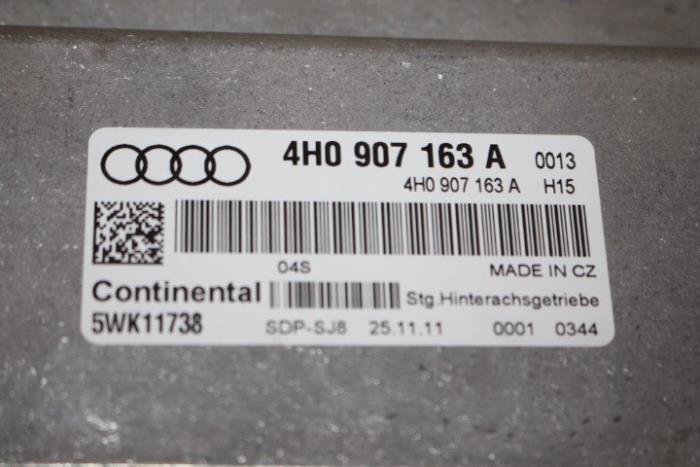 4H0 907 163 A 0013
4H0 907 163 A H15
04S MADE IN CZ
Continental Stg.Hinterachsgetriebe
5WK11738 SDP-SJ8 25.11.11 0001 0344